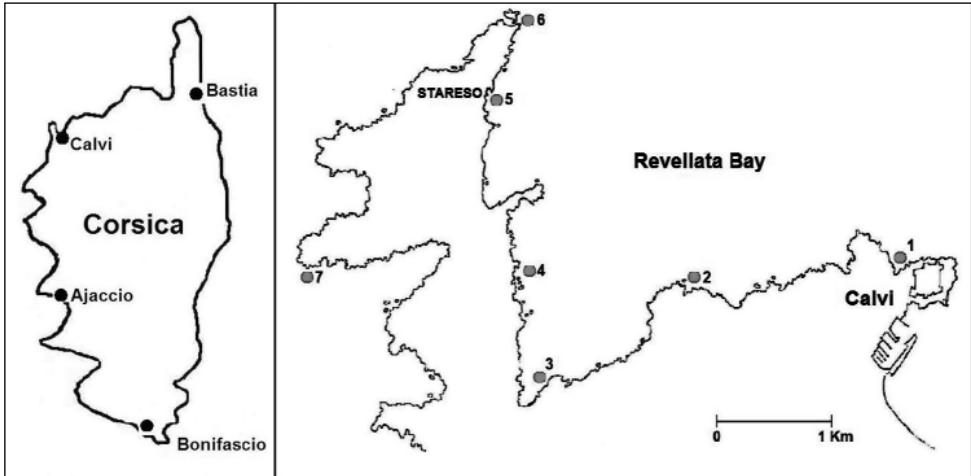 Bastia
Calvi
Corsica
Ajaccio
Bonifascio
6
STARESO
5
Revellata Bay
1
4
2
7
Calvi
3
0 1 Km